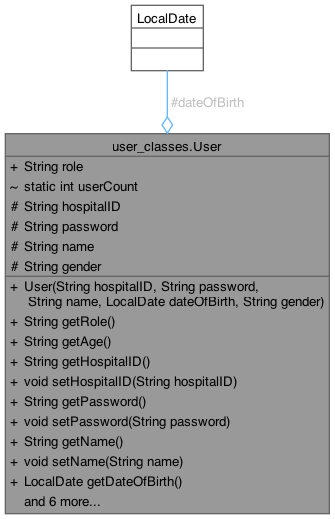 LocalDate
#dateOfBirth
user_classes.User
+ String role
~ static int userCount
# String hospitalID
# String password
# String name
# String gender
+ User(String hospitalID, String password,
String name, LocalDate dateOfBirth, String gender)
+ String getRole()
+ String getAge()
+ String getHospitalID()
+ void setHospitalID(String hospitalID)
+ String getPassword()
+ void setPassword(String password)
+ String getName()
+ void setName(String name)
+ LocalDate getDateOfBirth()
and 6 more...